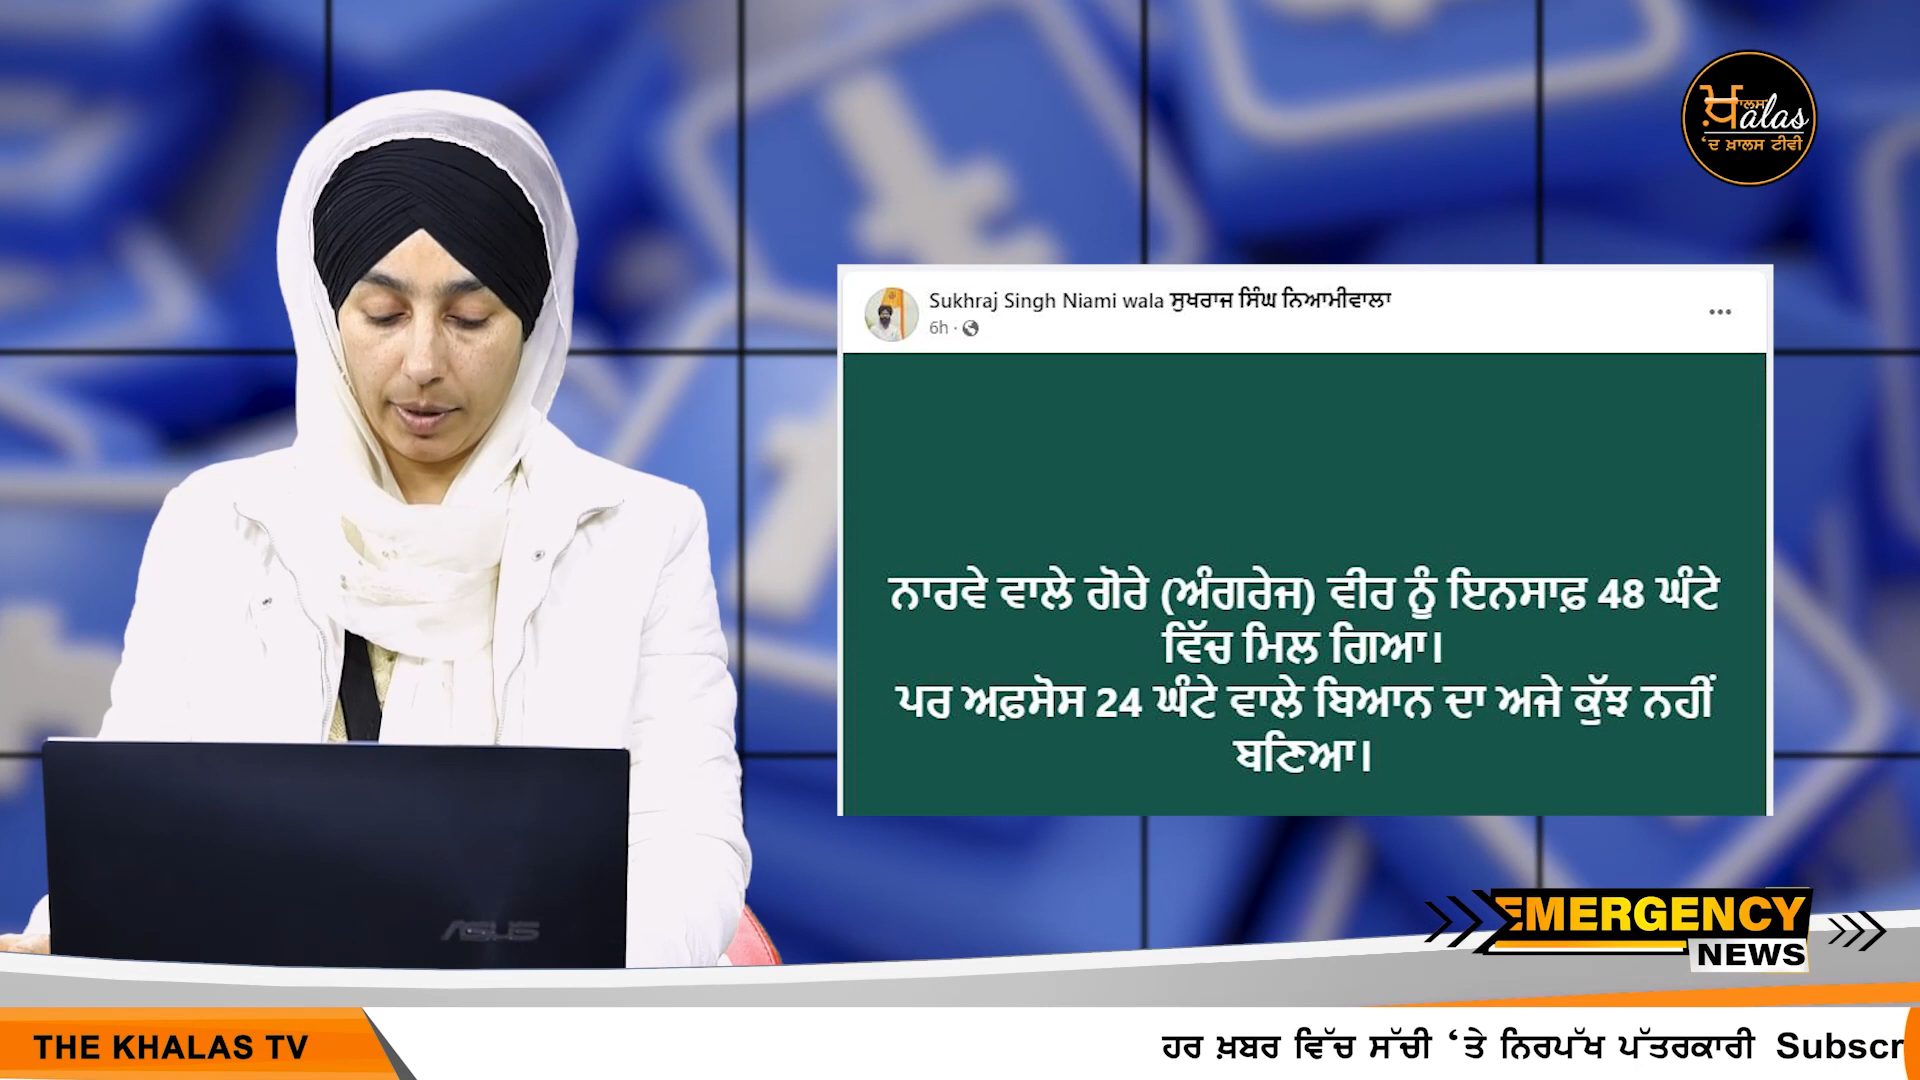 ਖ਼ਾਲਸ
alas
‘ਦ ਖ਼ਾਲਸ ਟੀਵੀ
Sukhraj Singh Niami wala ਸੁਖਰਾਜ ਸਿੰਘ ਨਿਆਮੀਵਾਲਾ
6h ·
ਨਾਰਵੇ ਵਾਲੇ ਗੋਰੇ (ਅੰਗਰੇਜ) ਵੀਰ ਨੂੰ ਇਨਸਾਫ਼ 48 ਘੰਟੇ
ਵਿੱਚ ਮਿਲ ਗਿਆ।
ਪਰ ਅਫ਼ਸੋਸ 24 ਘੰਟੇ ਵਾਲੇ ਬਿਆਨ ਦਾ ਅਜੇ ਕੁੱਝ ਨਹੀਂ
ਬਣਿਆ।
ASUS
EMERGENCY
NEWS
THE KHALAS TV
ਹਰ ਖ਼ਬਰ ਵਿੱਚ ਸੱਚੀ ‘ਤੇ ਨਿਰਪੱਖ ਪੱਤਰਕਾਰੀ Subscr